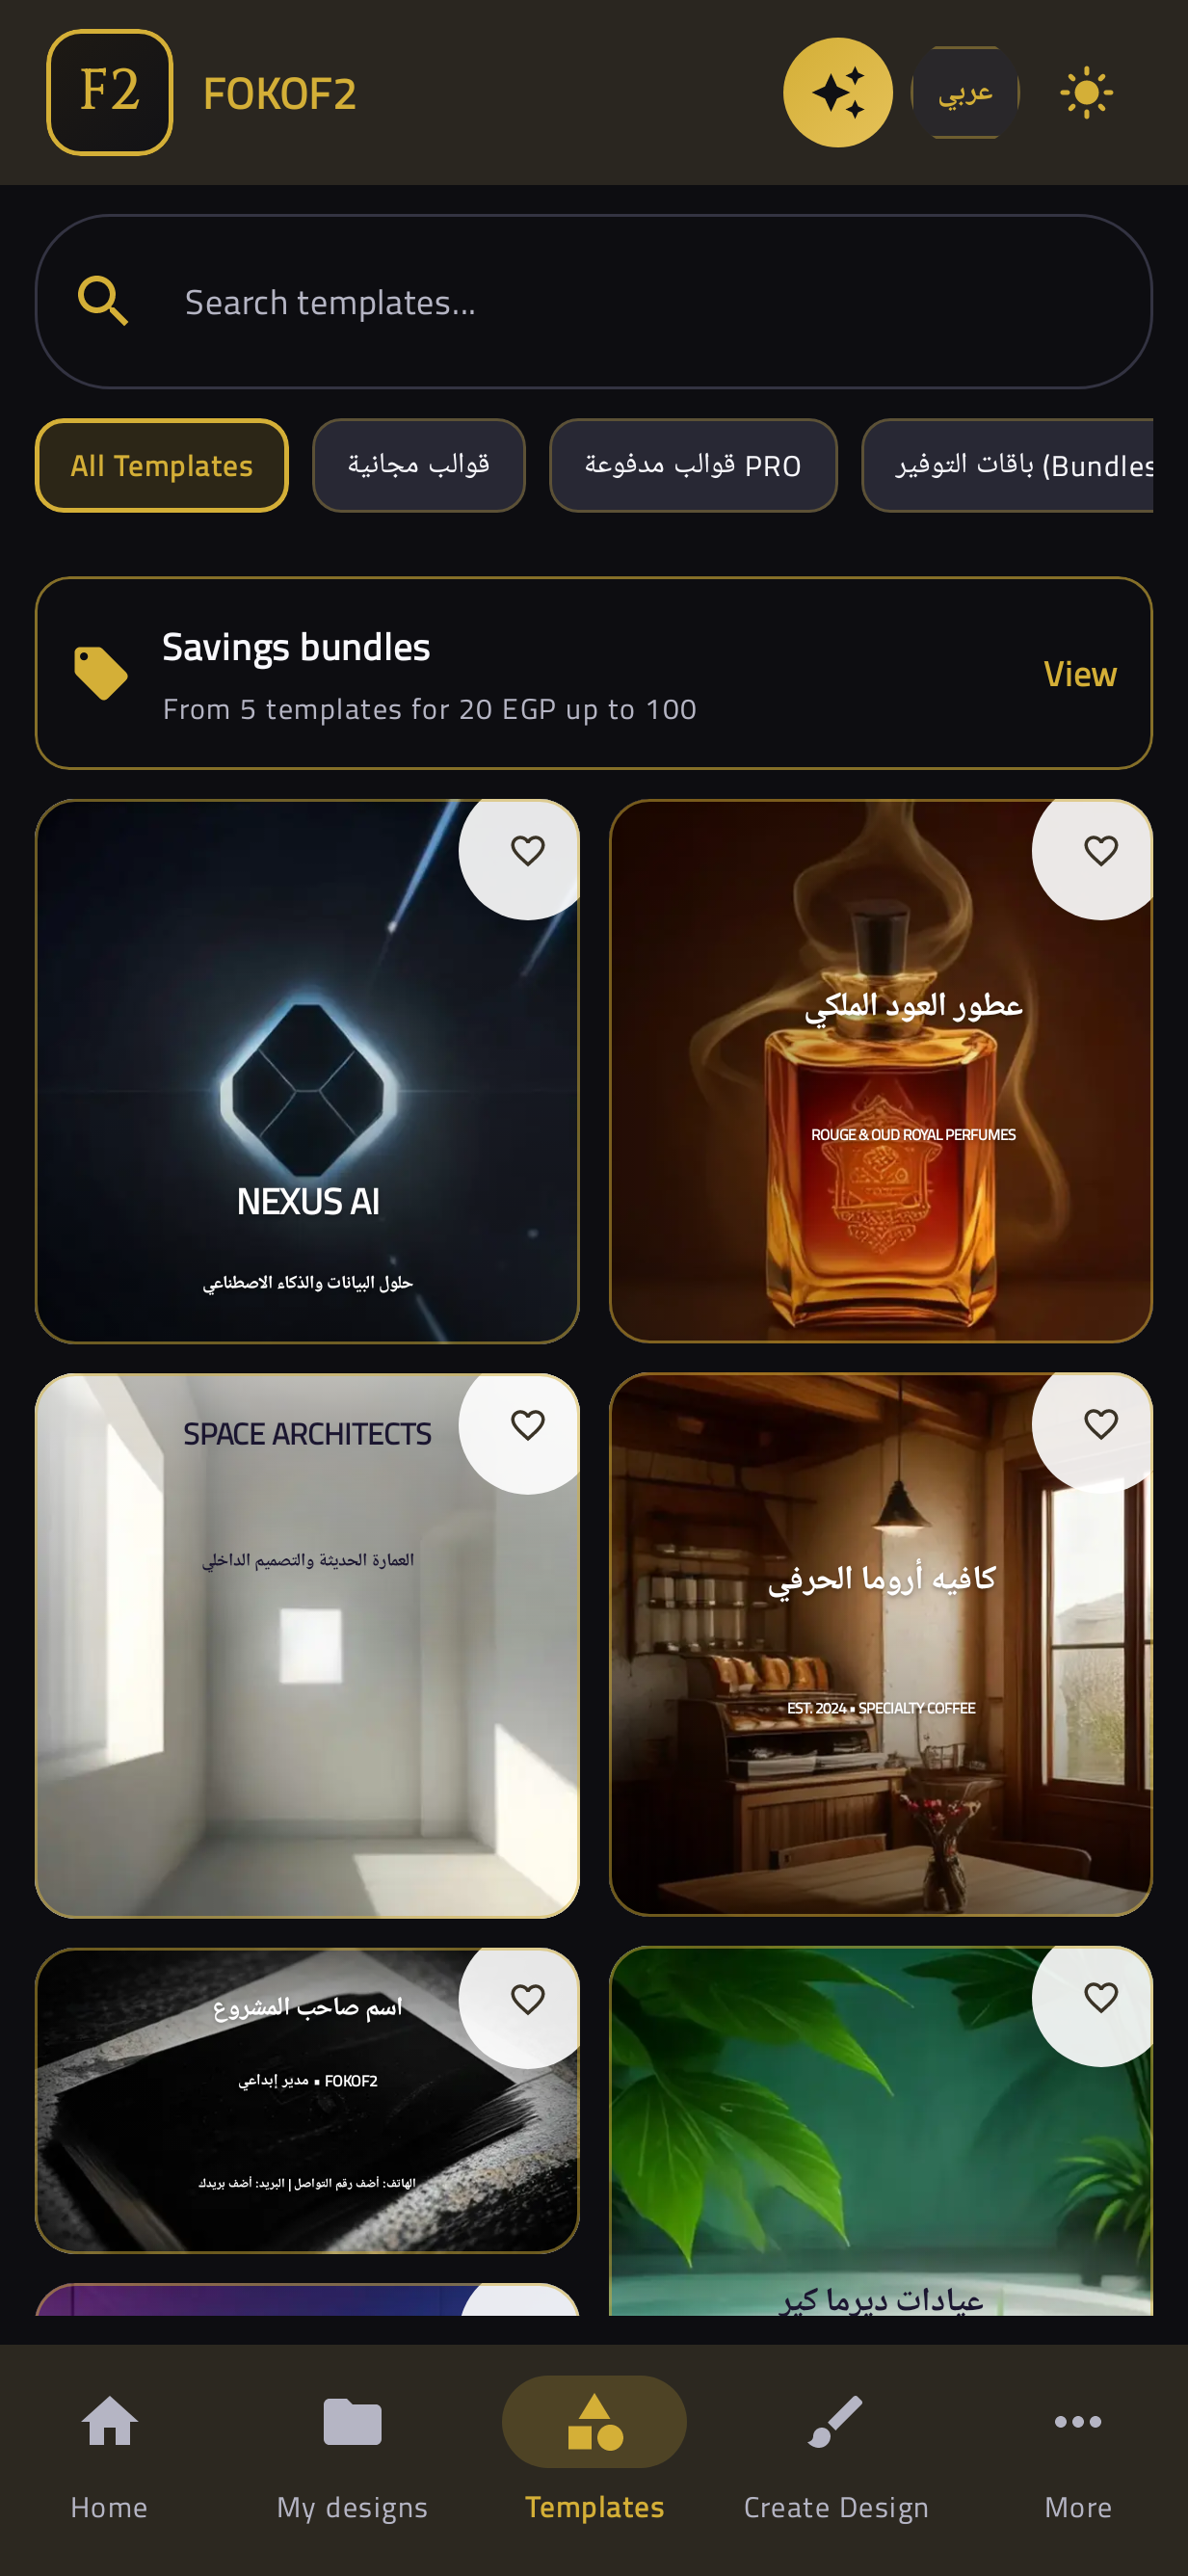 F2 FOKOF2 عربي
Search templates...
All Templates قوالب مجانية قوالب مدفوعة PRO باقات التوفير (Bundles
Savings bundles
From 5 templates for 20 EGP up to 100
View
NEXUS AI
حلول البيانات والذكاء الاصطناعي
عطور العود الملكي
ROUGE & OUD ROYAL PERFUMES
SPACE ARCHITECTS
العمارة الحديثة والتصميم الداخلي
كافيه أروما الحرفي
EST. 2024 • SPECIALTY COFFEE
اسم صاحب المشروع
مدير إبداعي • FOKOF2
الهاتف: أضف رقم التواصل | البريد: أضف بريدك
عيادات ديرما كير
Home My designs Templates Create Design More